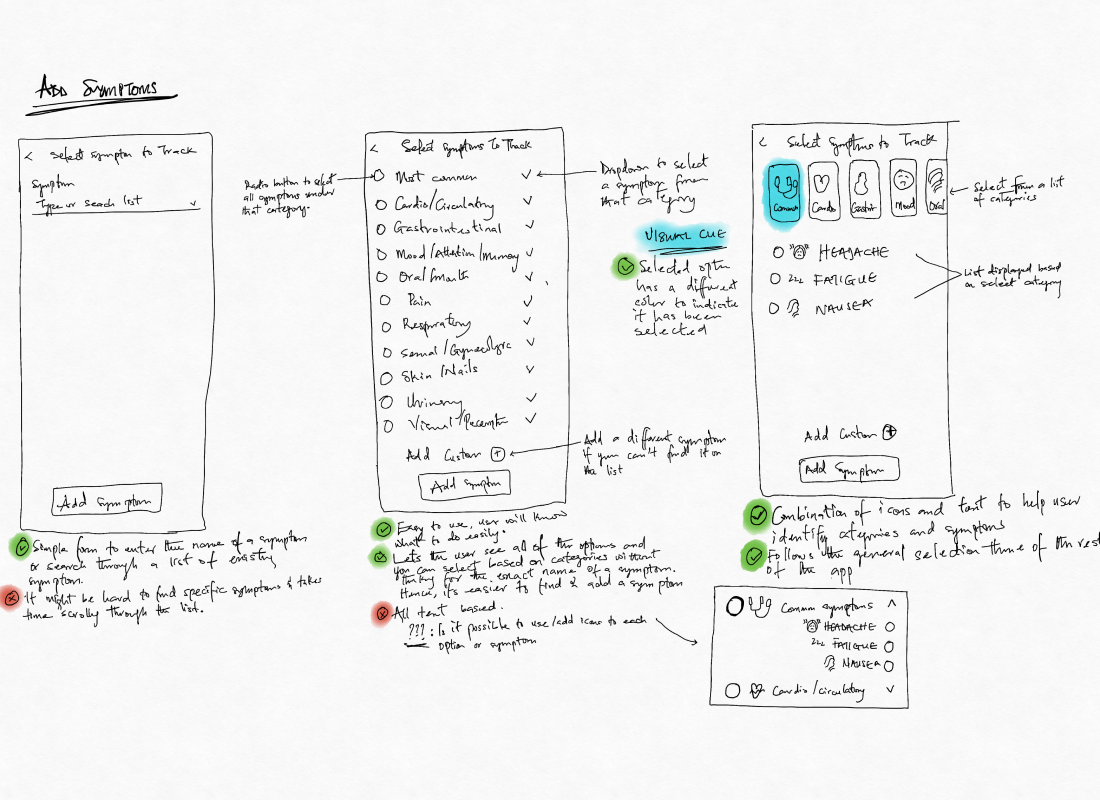 ADD SYMPTOMS
< Select symptom to Track
Symptom
Type or search list
Add Symptom
Simple form to enter the name of a symptom
or search through a list of existing
symptom.
It might be hard to find specific symptoms & takes
time scrolly through the list.
Radio button to select
all symptoms under
that category.
< Select Symptoms To Track
Most common
Cardio/Circulatory
Gastrointestinal
Mood/Attention/Memory
Oral/mouth
Pain
Respiratory
/Gynecologic
Skin/Nails
Urinary
Visual/
Add Custom +
Add Symptom
Dropdown to select
a symptom from
that category
VISUAL CUE
Selected option
has a different
color to indicate
it has been
selected
Add a different symptom
if you can't find it on
the list
Easy to use, user will know
what to do easily.
Lets the user see all of the options and
you can select based on categories without
thinking for the exact name of a symptom.
Hence, it's easier to find & add a symptom
All text based.
??? : Is it possible to use/add icons to each
option or symptom
< Select Symptoms to Track
Common
Cardio
Gastri
Mood
Oral
HEADACHE
zzz FATIGUE
NAUSEA
Add Custom +
Add Symptom
Select from a list
of categories
List displayed based
on select category
Combination of icons and text to help user
identify categories and symptoms
Follows the general selection theme of the rest
of the app
Common symptoms
HEADACHE
zzz FATIGUE
NAUSEA
Cardio/circulatory